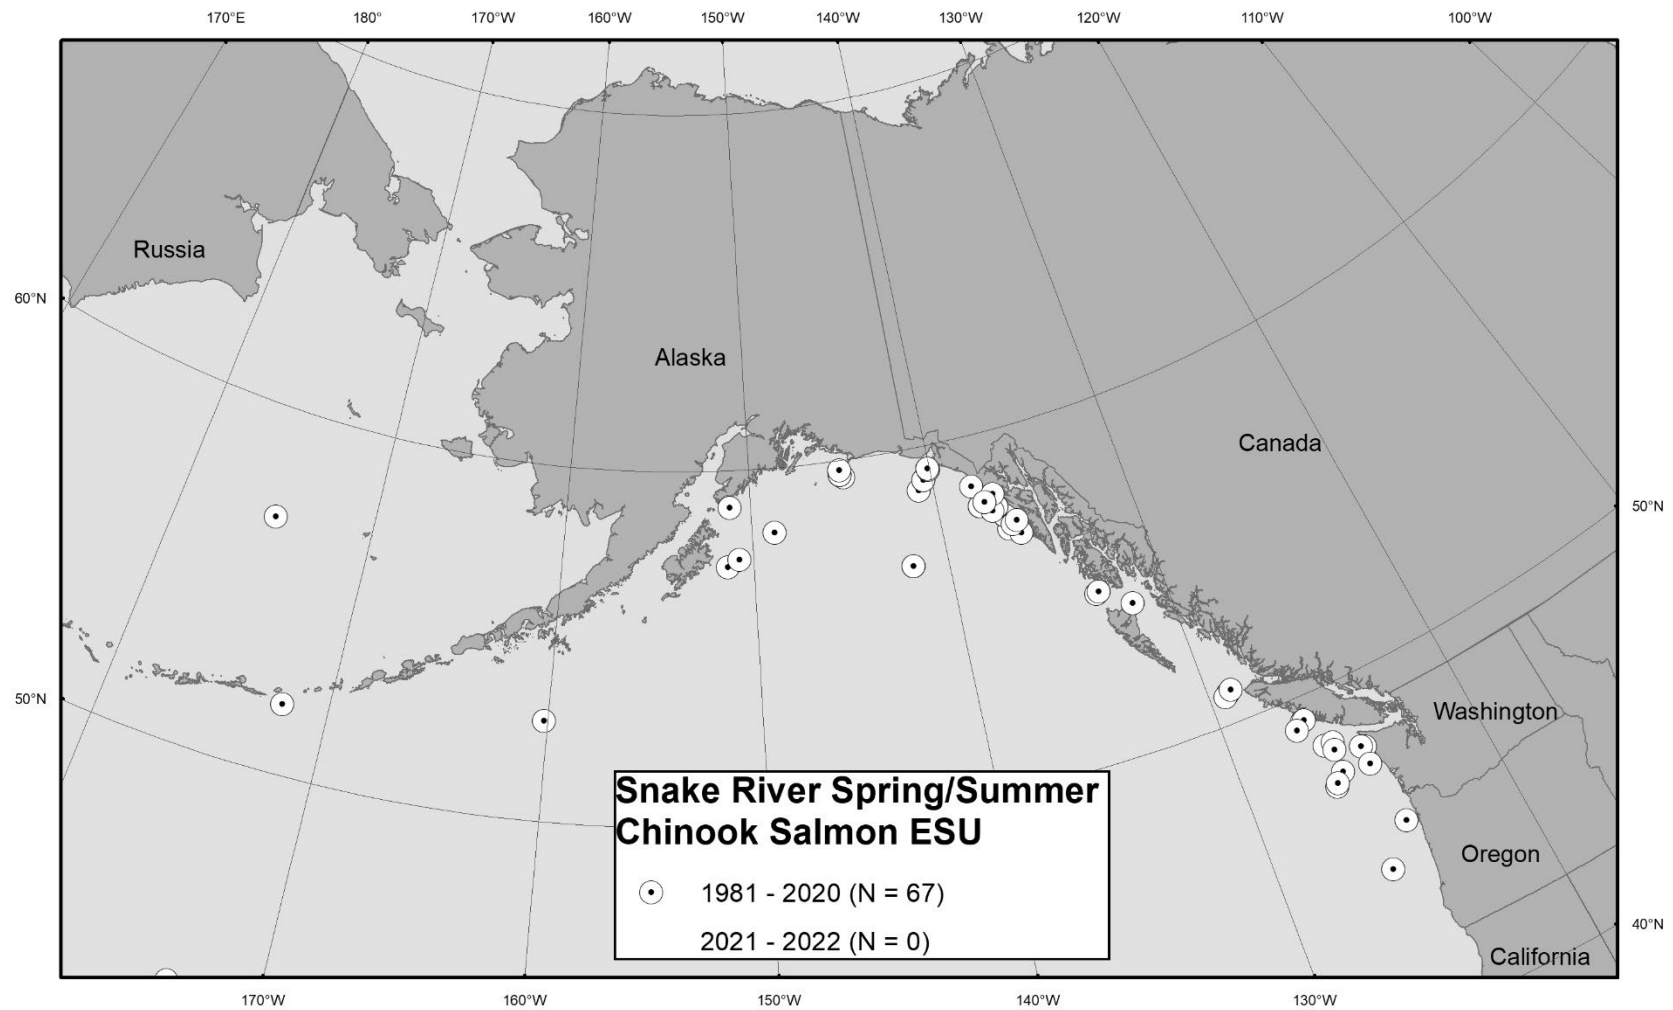 170°E 180° 170°W 160°W 150°W 140°W 130°W 120°W 110°W 100°W
Russia
60°N
Alaska
Canada
50°N
50°N
Washington
Snake River Spring/Summer
Chinook Salmon ESU
Oregon
1981 - 2020 (N = 67)
40°N
2021 - 2022 (N = 0)
California
170°W 160°W 150°W 140°W 130°W